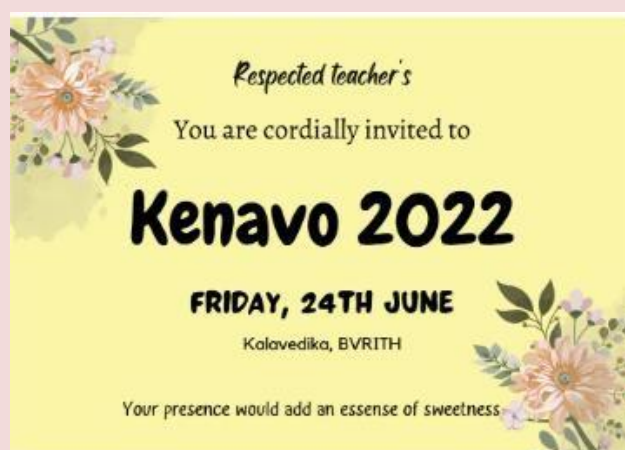 Respected teacher's
You are cordially invited to
Kenavo 2022
FRIDAY, 24TH JUNE
Kalavedika, BVRITH
Your presence would add an essense of sweetness